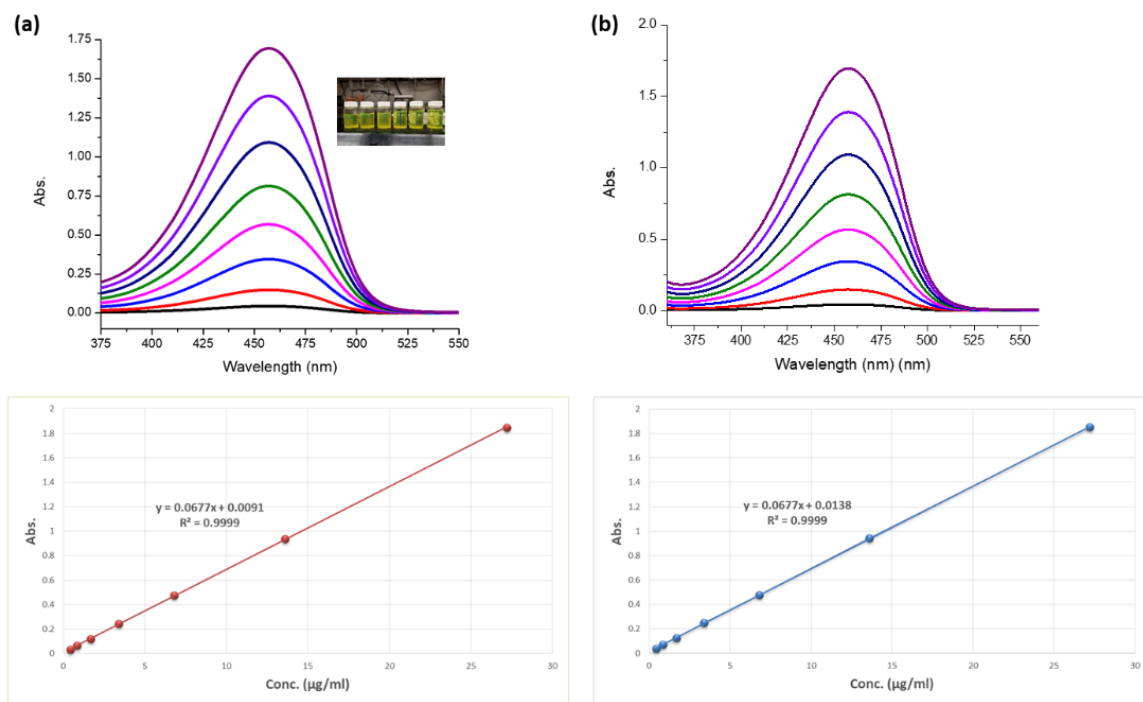 (a)
1.75
1.50
1.25
1.00
0.75
0.50
0.25
0.00
Abs.
375 400 425 450 475 500 525 550
Wavelength (nm)
(b)
2.0
1.5
1.0
0.5
0.0
Abs.
375 400 425 450 475 500 525 550
Wavelength (nm) (nm)
2
1.8
1.6
1.4
1.2
1
0.8
0.6
0.4
0.2
0
Abs.
y = 0.0677x + 0.0091
R² = 0.9999
0 5 10 15 20 25 30
Conc. (µg/ml)
2
1.8
1.6
1.4
1.2
1
0.8
0.6
0.4
0.2
0
Abs.
y = 0.0677x + 0.0138
R² = 0.9999
0 5 10 15 20 25 30
Conc. (µg/ml)